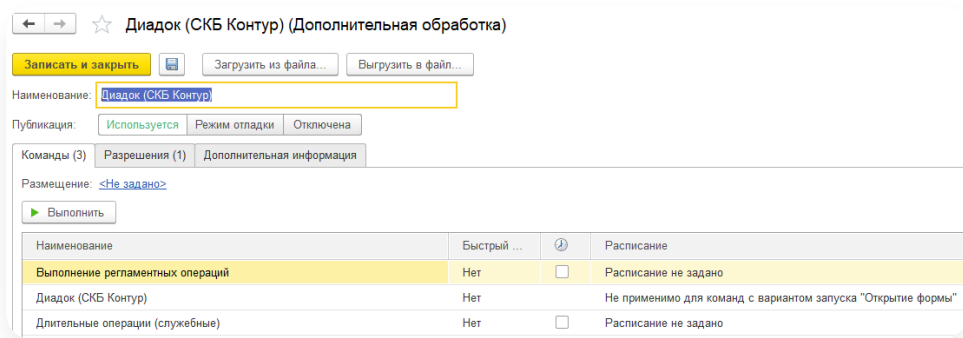 Диадок (СКБ Контур) (Дополнительная обработка)
Записать и закрыть Загрузить из файла... Выгрузить в файл...
Наименование: Диадок (СКБ Контур)
Публикация: Используется Режим отладки Отключена
Команды (3) Разрешения (1) Дополнительная информация
Размещение: <Не задано>
Выполнить
Наименование Быстрый ... Расписание
Выполнение регламентных операций Нет Расписание не задано
Диадок (СКБ Контур) Нет Не применимо для команд с вариантом запуска "Открытие формы"
Длительные операции (служебные) Нет Расписание не задано